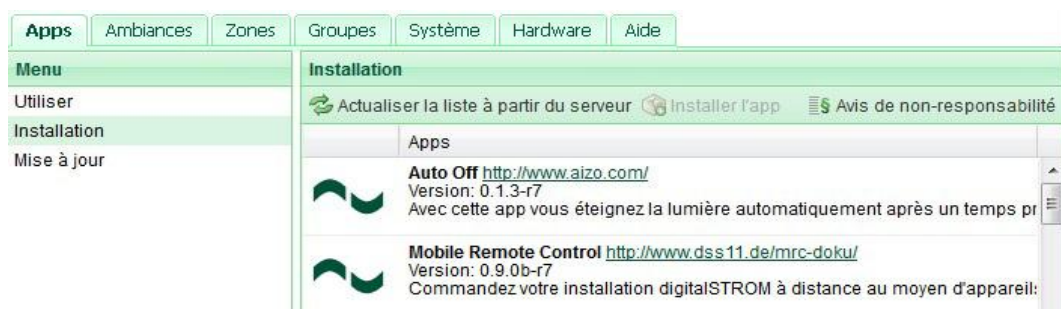 Apps Ambiances Zones Groupes Système Hardware Aide
Menu
Utiliser
Installation
Mise à jour
Installation
Actualiser la liste à partir du serveur Installer l'app § Avis de non-responsabilité
Apps
Auto Off http://www.aizo.com/
Version: 0.1.3-r7
Avec cette app vous éteignez la lumière automatiquement après un temps pr
Mobile Remote Control http://www.dss11.de/mrc-doku/
Version: 0.9.0b-r7
Commandez votre installation digitalSTROM à distance au moyen d'appareil